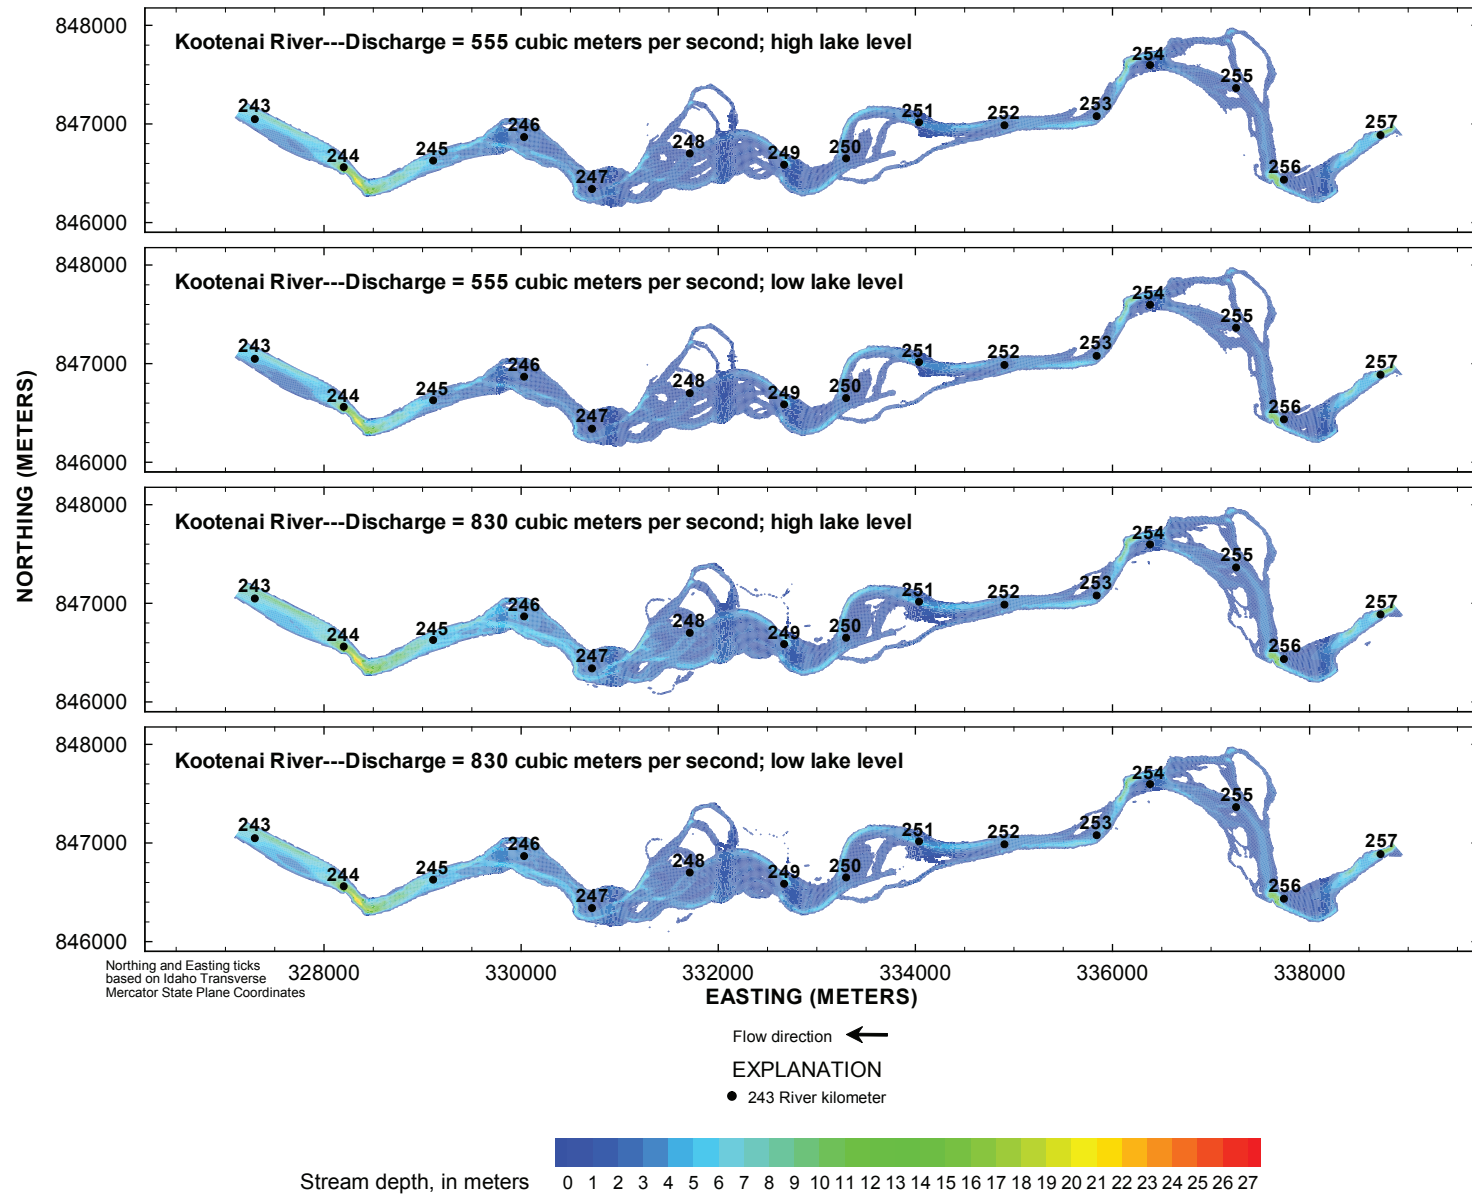 848000
847000
846000
Kootenai River---Discharge = 555 cubic meters per second; high lake level
243 244 245 246 247 248 249 250 251 252 253 254 255 256 257
848000
847000
846000
Kootenai River---Discharge = 555 cubic meters per second; low lake level
243 244 245 246 247 248 249 250 251 252 253 254 255 256 257
NORTHING (METERS)
848000
847000
846000
Kootenai River---Discharge = 830 cubic meters per second; high lake level
243 244 245 246 247 248 249 250 251 252 253 254 255 256 257
848000
847000
846000
Kootenai River---Discharge = 830 cubic meters per second; low lake level
243 244 245 246 247 248 249 250 251 252 253 254 255 256 257
Northing and Easting ticks
based on Idaho Transverse
Mercator State Plane Coordinates
328000 330000 332000 334000 336000 338000
EASTING (METERS)
Flow direction
EXPLANATION
243 River kilometer
Stream depth, in meters 0 1 2 3 4 5 6 7 8 9 10 11 12 13 14 15 16 17 18 19 20 21 22 23 24 25 26 27